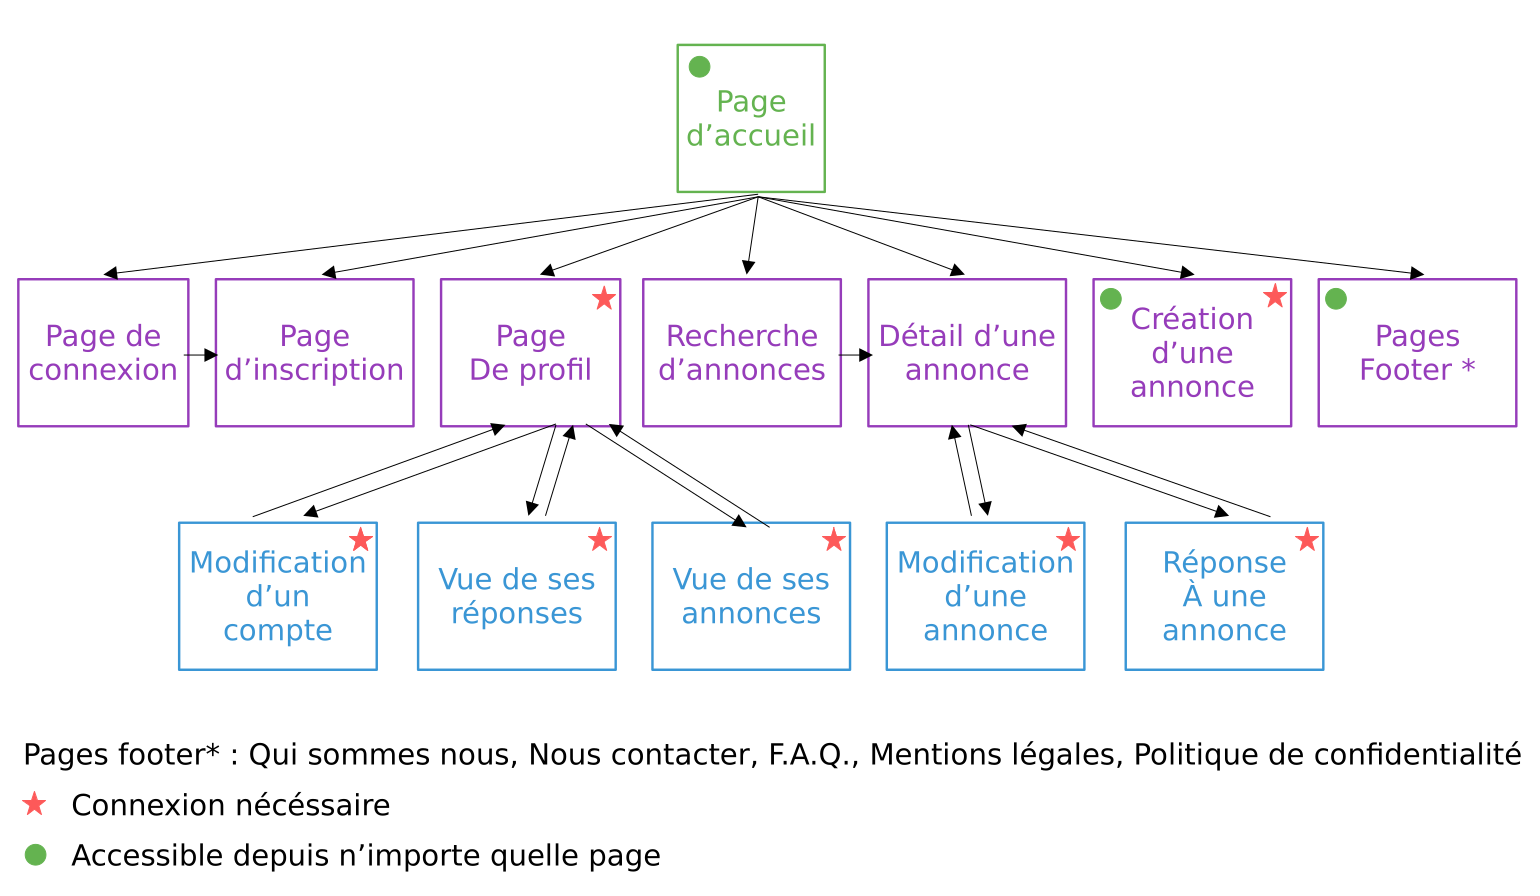 Page
d’accueil
Page de
connexion
Page
d’inscription
Page
De profil
Recherche
d’annonces
Détail d’une
annonce
Création
d’une
annonce
Pages
Footer *
Modification
d’un
compte
Vue de ses
réponses
Vue de ses
annonces
Modification
d’une
annonce
Réponse
À une
annonce
Pages footer* : Qui sommes nous, Nous contacter, F.A.Q., Mentions légales, Politique de confidentialité
Connexion nécéssaire
Accessible depuis n’importe quelle page